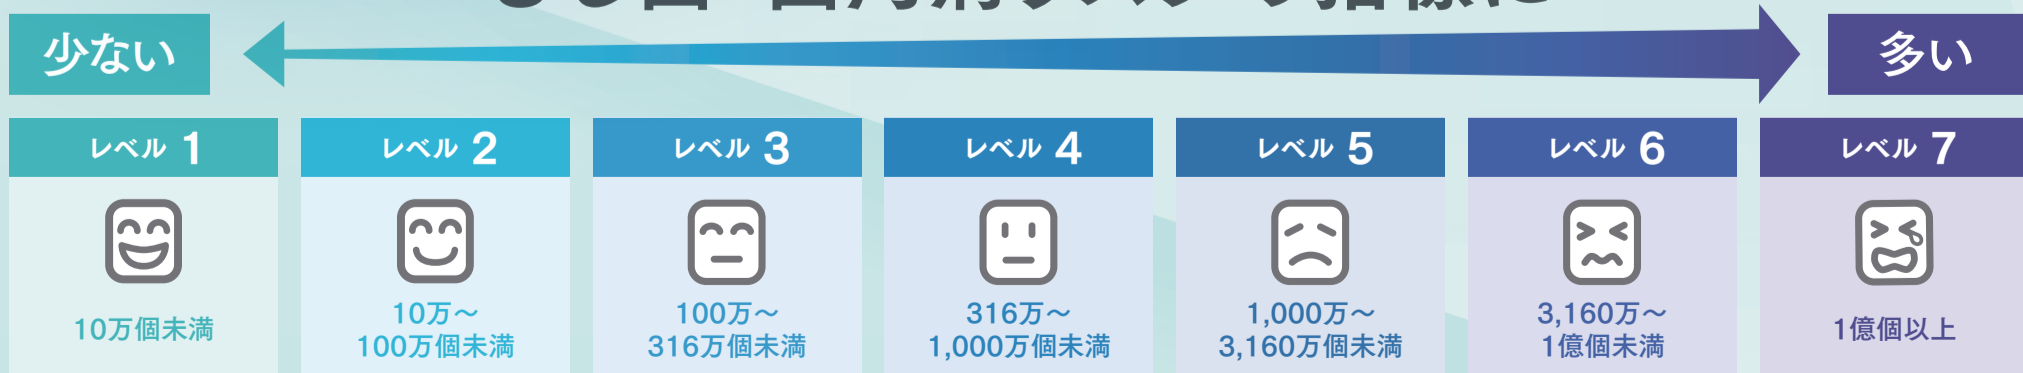 少ない
多い
レベル 1
レベル 2
レベル 3
レベル 4
レベル 5
レベル 6
レベル 7
10万個未満
10万～
100万個未満
100万～
316万個未満
316万～
1,000万個未満
1,000万～
3,160万個未満
3,160万～
1億個未満
1億個以上